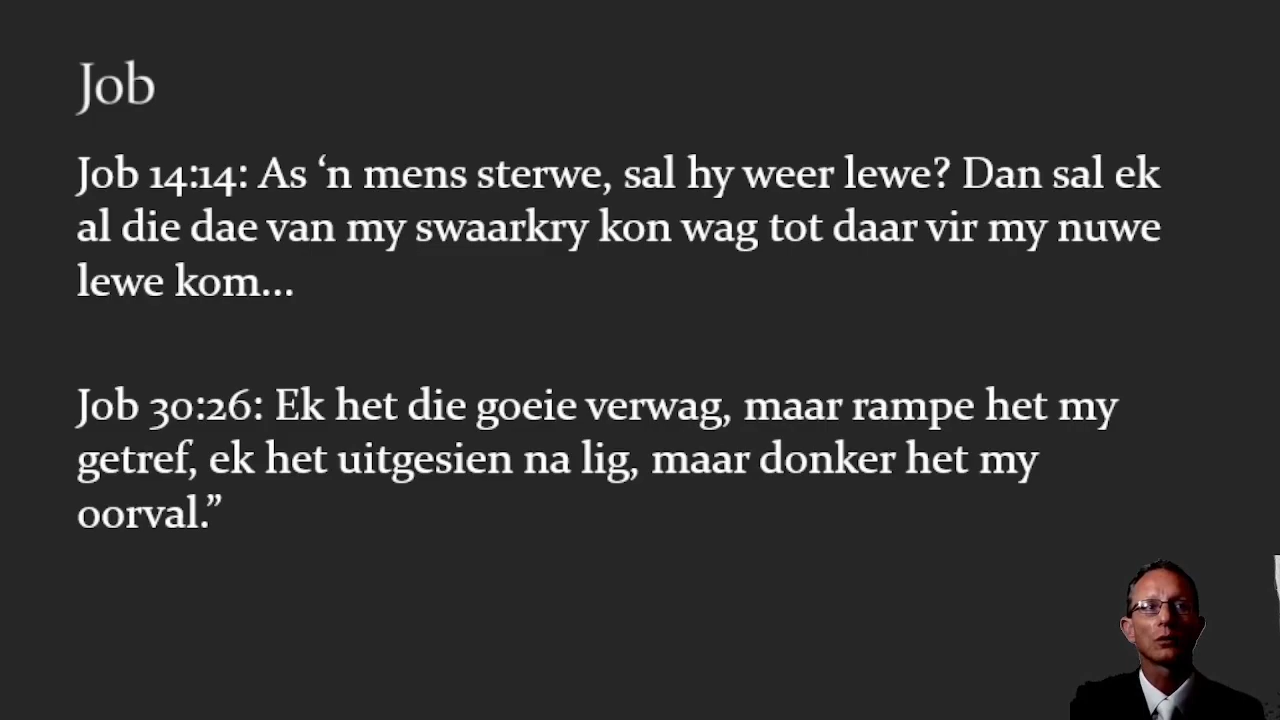 Job
Job 14:14: As ‘n mens sterwe, sal hy weer lewe? Dan sal ek
al die dae van my swaarkry kon wag tot daar vir my nuwe
lewe kom...
Job 30:26: Ek het die goeie verwag, maar rampe het my
getref, ek het uitgesien na lig, maar donker het my
oorval.”